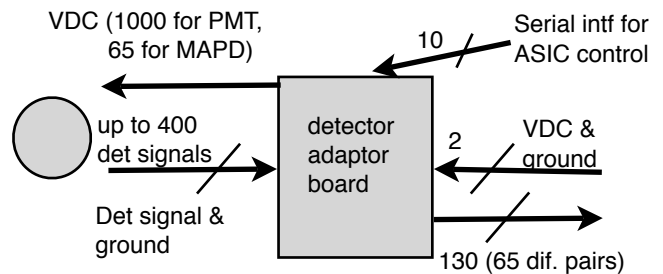 VDC (1000 for PMT,
65 for MAPD)
10
Serial intf for
ASIC control
up to 400
det signals
Det signal &
ground
detector
adaptor
board
2
VDC &
ground
130 (65 dif. pairs)